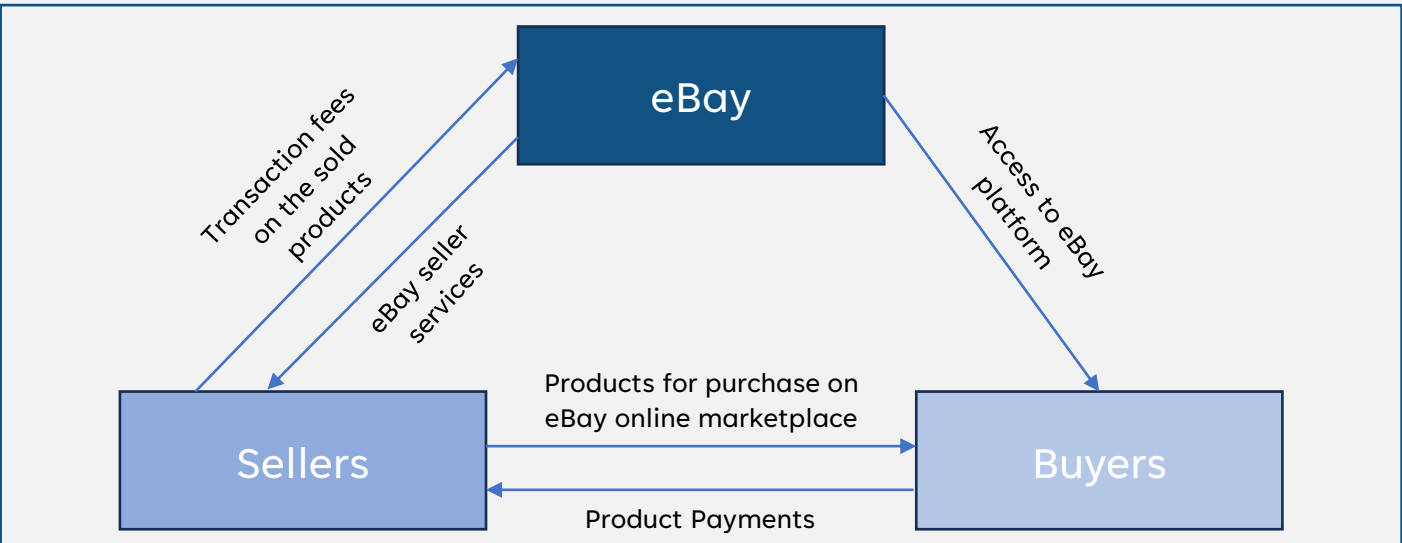 eBay
Transaction fees
on the sold
products
eBay seller
services
Access to eBay
platform
Products for purchase on
eBay online marketplace
Sellers
Buyers
Product Payments